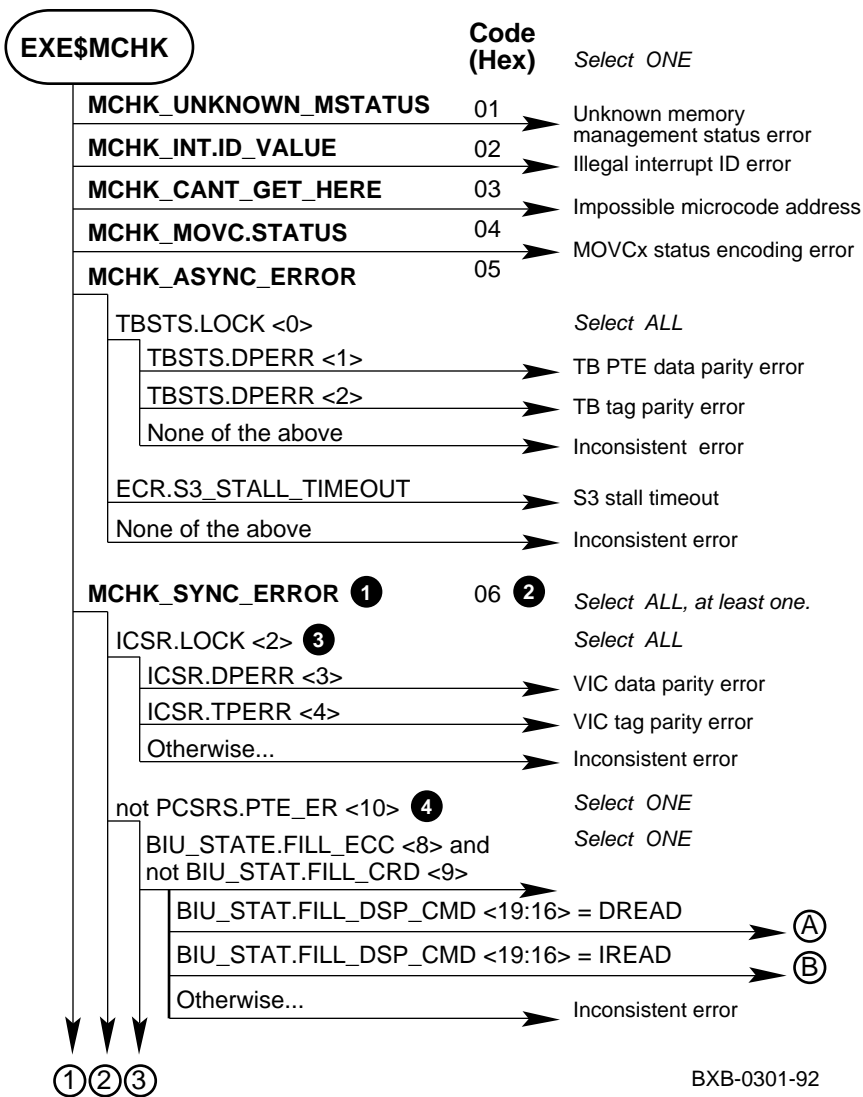 EXE$MCHK
Code
(Hex)
Select ONE
MCHK_UNKNOWN_MSTATUS 01
Unknown memory
management status error
MCHK_INT.ID_VALUE 02
Illegal interrupt ID error
MCHK_CANT_GET_HERE 03
Impossible microcode address
MCHK_MOVC.STATUS 04
MOVCx status encoding error
MCHK_ASYNC_ERROR 05
TBSTS.LOCK <0> Select ALL
TBSTS.DPERR <1>
TB PTE data parity error
TBSTS.DPERR <2>
TB tag parity error
None of the above
Inconsistent error
ECR.S3_STALL_TIMEOUT
S3 stall timeout
None of the above
Inconsistent error
MCHK_SYNC_ERROR 1 06 2 Select ALL, at least one.
ICSR.LOCK <2> 3 Select ALL
ICSR.DPERR <3>
VIC data parity error
ICSR.TPERR <4>
VIC tag parity error
Otherwise...
Inconsistent error
not PCSRS.PTE_ER <10> 4 Select ONE
BIU_STATE.FILL_ECC <8> and Select ONE
not BIU_STAT.FILL_CRD <9>
BIU_STAT.FILL_DSP_CMD <19:16> = DREAD
A
BIU_STAT.FILL_DSP_CMD <19:16> = IREAD
B
Otherwise...
Inconsistent error
1 2 3
BXB-0301-92